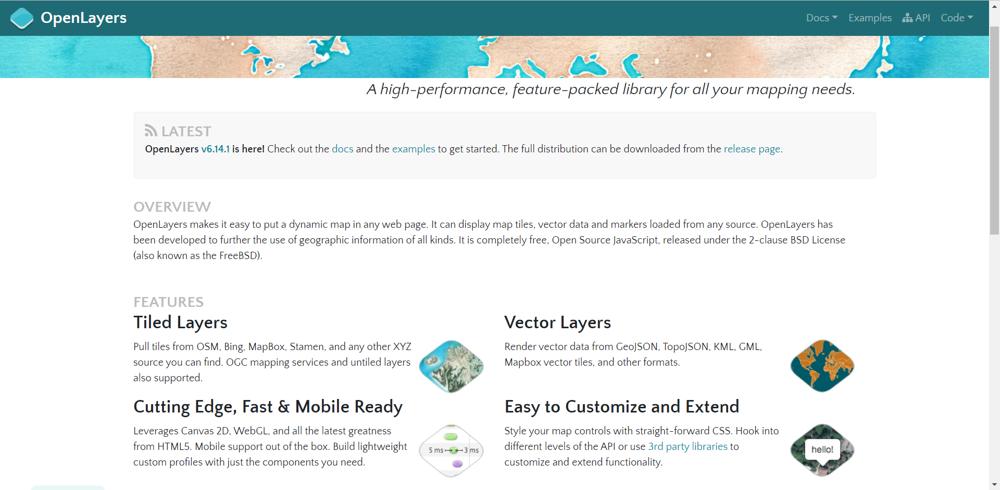 OpenLayers
Docs
Examples
API
Code
A high-performance, feature-packed library for all your mapping needs.
LATEST
OpenLayers v6.14.1 is here! Check out the docs and the examples to get started. The full distribution can be downloaded from the release page.
OVERVIEW
OpenLayers makes it easy to put a dynamic map in any web page. It can display map tiles, vector data and markers loaded from any source. OpenLayers has
been developed to further the use of geographic information of all kinds. It is completely free, Open Source JavaScript, released under the 2-clause BSD License
(also known as the FreeBSD).
FEATURES
Tiled Layers
Pull tiles from OSM, Bing, MapBox, Stamen, and any other XYZ
source you can find. OGC mapping services and untiled layers
also supported.
Vector Layers
Render vector data from GeoJSON, TopoJSON, KML, GML,
Mapbox vector tiles, and other formats.
Cutting Edge, Fast & Mobile Ready
Leverages Canvas 2D, WebGL, and all the latest greatness
from HTML5. Mobile support out of the box. Build lightweight
custom profiles with just the components you need.
5 ms 3 ms
Easy to Customize and Extend
Style your map controls with straight-forward CSS. Hook into
different levels of the API or use 3rd party libraries to
customize and extend functionality.
hello!